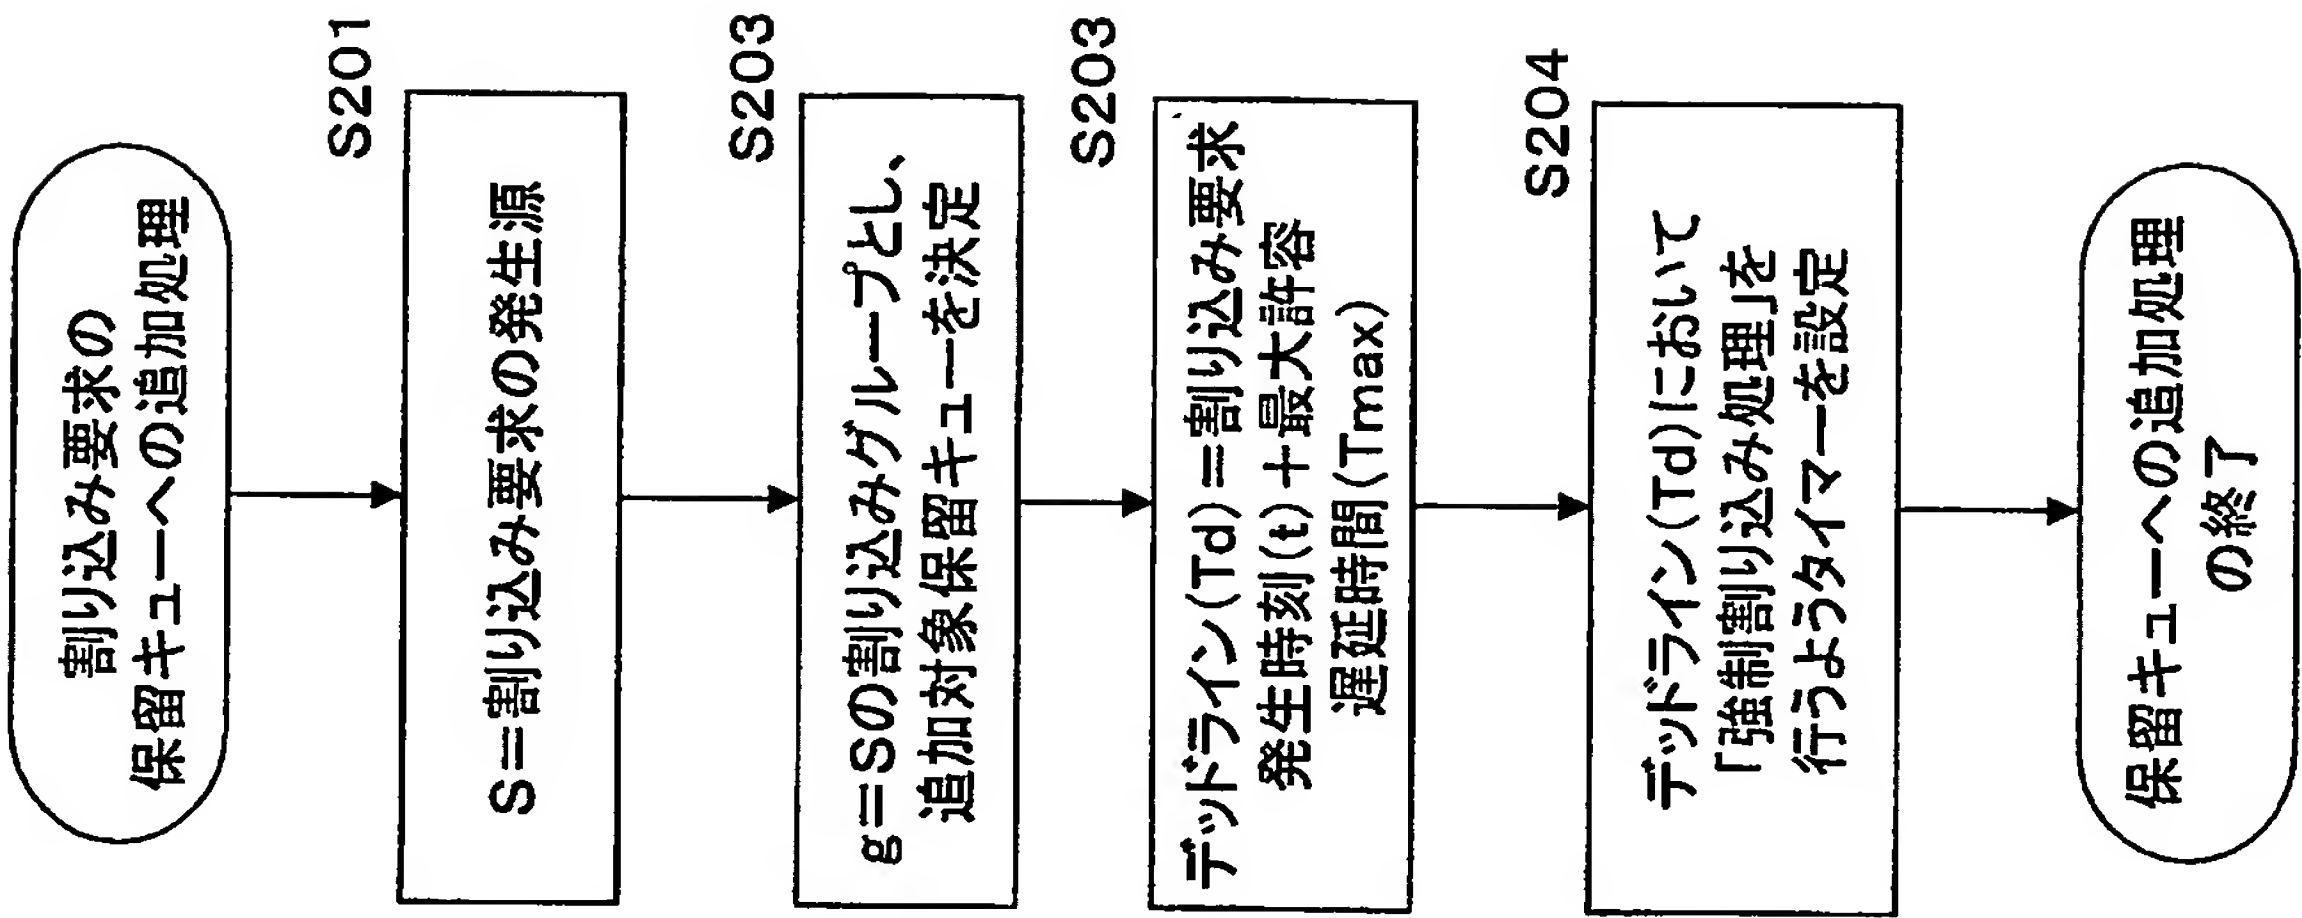 割り込み要求の
保留キューへの追加処理
S201
S＝割り込み要求の発生源
S203
g＝Sの割り込みグループとし、
追加対象保留キューを決定
S203
デッドライン(Td)＝割り込み要求
発生時刻(t)＋最大許容
遅延時間(Tmax)
S204
デッドライン(Td)において
「強制割り込み処理」を
行うようタイマーを設定
保留キューへの追加処理
の終了